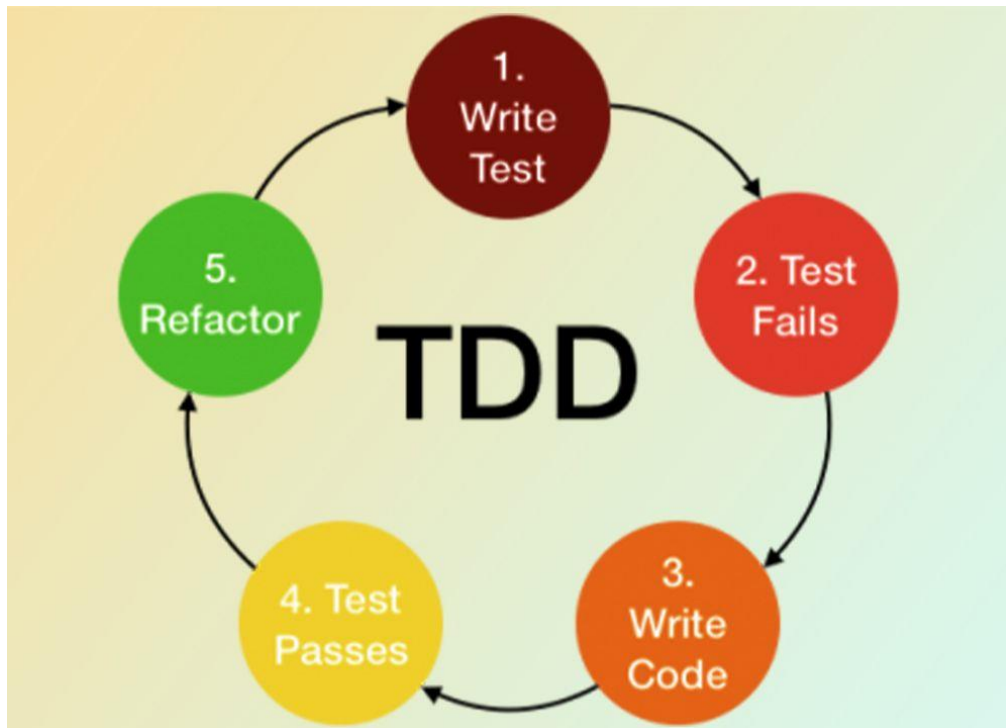 1.
Write
Test
2. Test
Fails
3.
Write
Code
4. Test
Passes
5.
Refactor
TDD